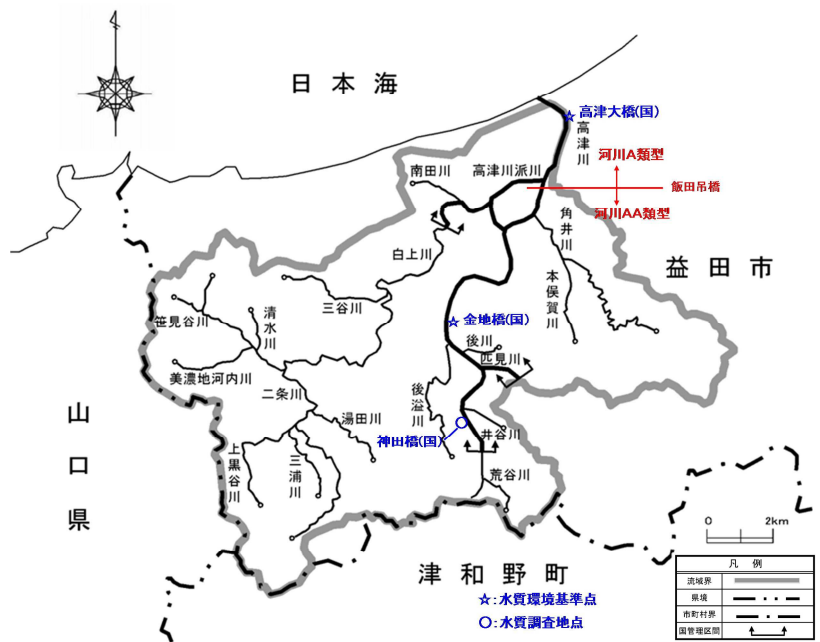 日本海
高津大橋(国)
高津川
河川A類型
飯田吊橋
河川AA類型
南田川
高津川派川
角井川
白上川
本俣賀川
益田市
三谷川
笹見谷川
清水川
金地橋(国)
後川
匹見川
美濃地河内川
二条川
後溢川
湯田川
神田橋(国)
井谷川
山口県
上黒谷川
三浦川
荒谷川
0 2km
津和野町
☆:水質環境基準点
○:水質調査地点
凡例
流域界
県境
市町村界
国管理区間